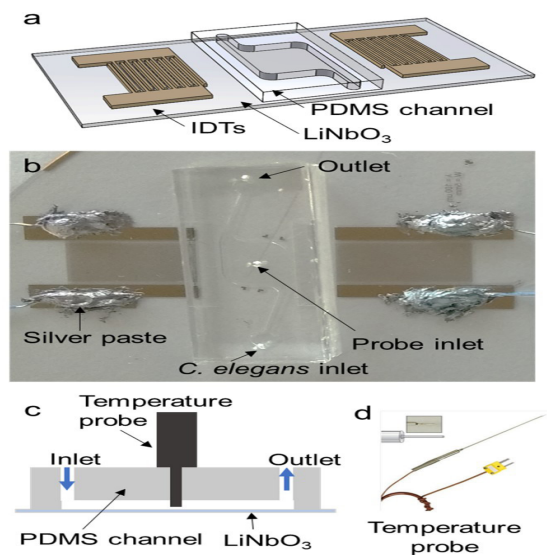 a
PDMS channel
IDTs
LiNbO₃
b
Outlet
Silver paste
Probe inlet
C. elegans inlet
c
Temperature
probe
Inlet
Outlet
PDMS channel
LiNbO₃
d
Temperature
probe